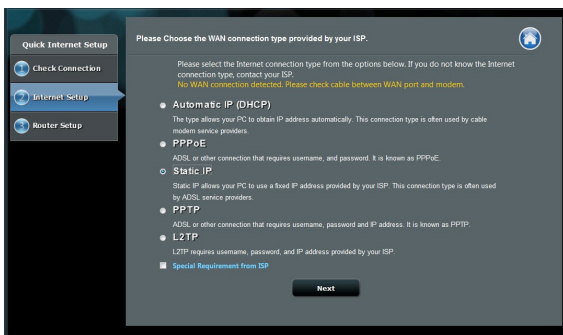 Quick Internet Setup
1 Check Connection
2 Internet Setup
3 Router Setup
Please Choose the WAN connection type provided by your ISP.
Please select the Internet connection type from the options below. If you do not know the Internet
connection type, contact your ISP.
No WAN connection detected. Please check cable between WAN port and modem.
Automatic IP (DHCP)
The type allows your PC to obtain IP address automatically. This connection type is often used by cable
modem service providers.
PPPoE
ADSL or other connection that requires username, and password. It is known as PPPoE.
Static IP
Static IP allows your PC to use a fixed IP address provided by your ISP. This connection type is often used
by ADSL service providers.
PPTP
ADSL or other connection that requires username, password and IP address. It is known as PPTP.
L2TP
L2TP requires username, password, and IP address provided by your ISP.
Special Requirement from ISP
Next